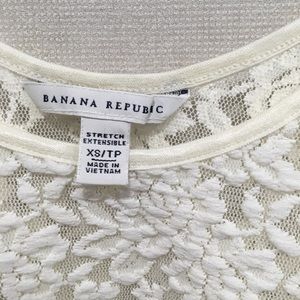 BANANA REPUBLIC
STRETCH
EXTENSIBLE
XS/TP
MADE IN
VIETNAM